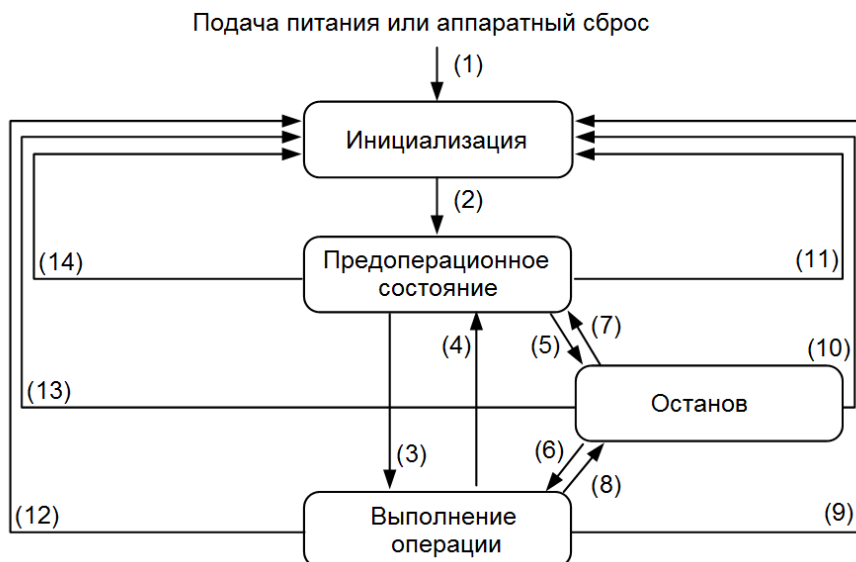 Подача питания или аппаратный сброс
(1)
Инициализация
(2)
(14)
Предоперационное
состояние
(11)
(4)
(5)
(7)
(10)
(13)
Останов
(3)
(6)
(8)
(12)
Выполнение
операции
(9)